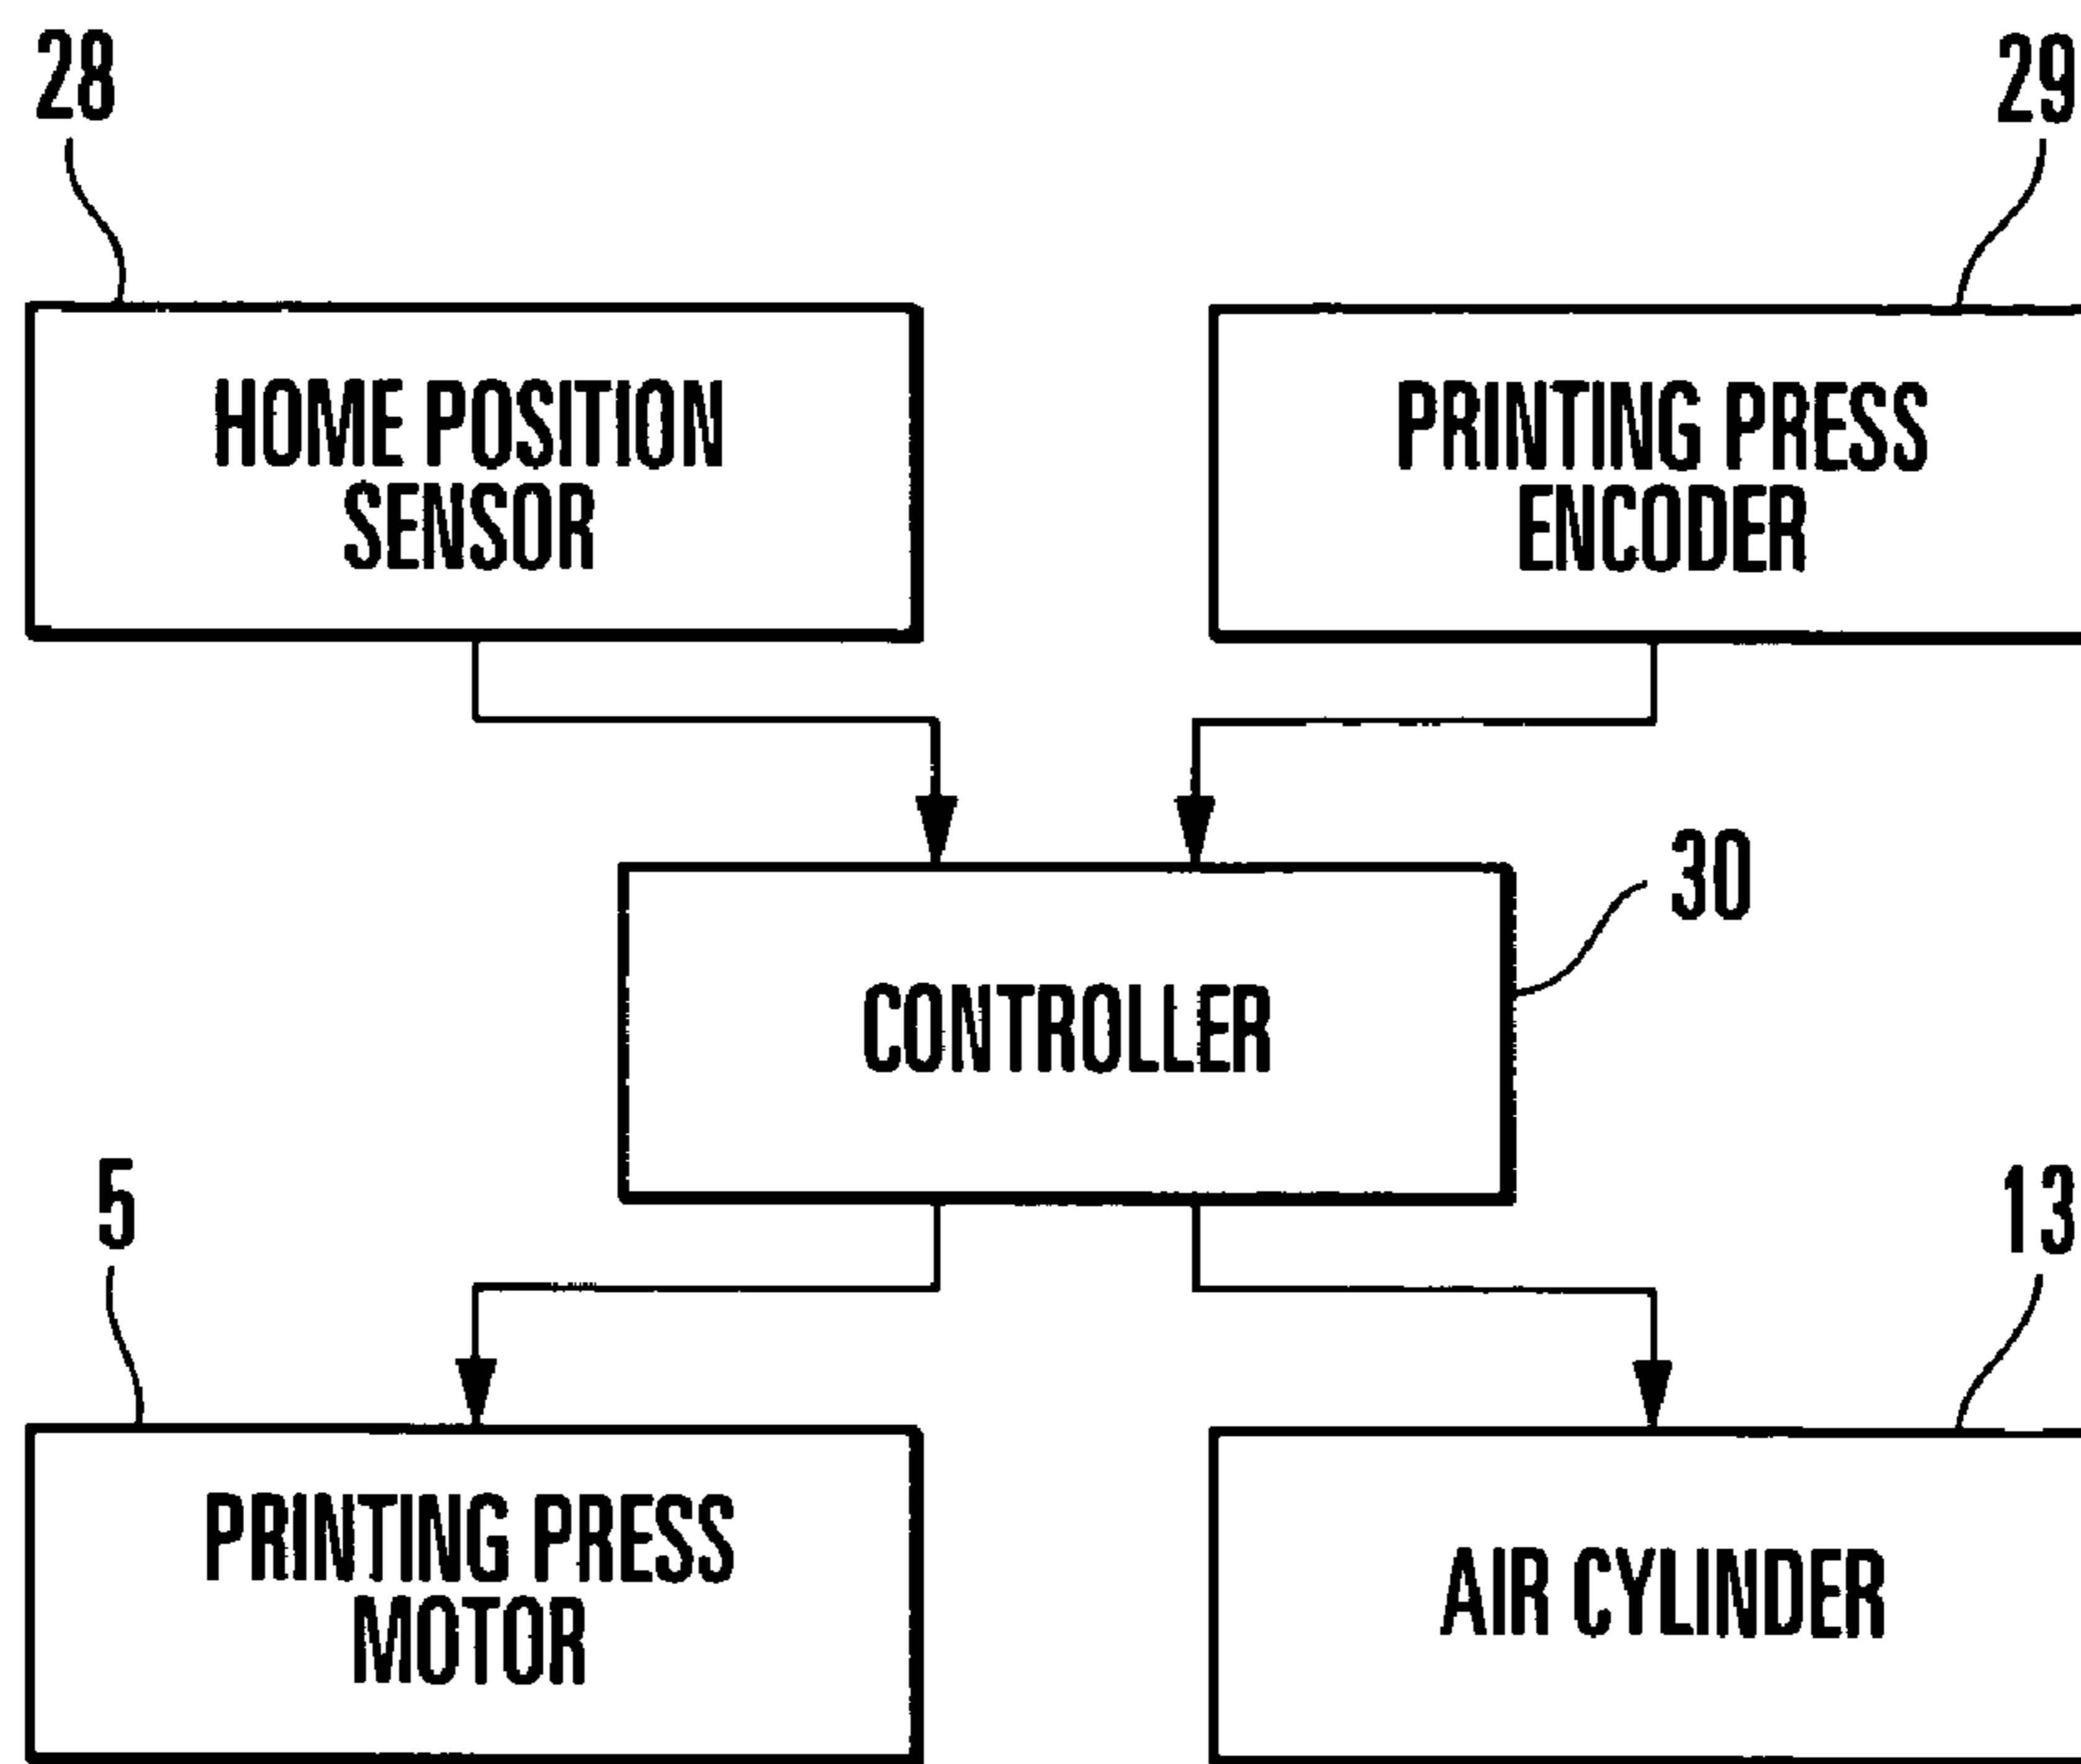 28
29
HOME POSITION
SENSOR
PRINTING PRESS
ENCODER
30
CONTROLLER
5
13
PRINTING PRESS
MOTOR
AIR CYLINDER